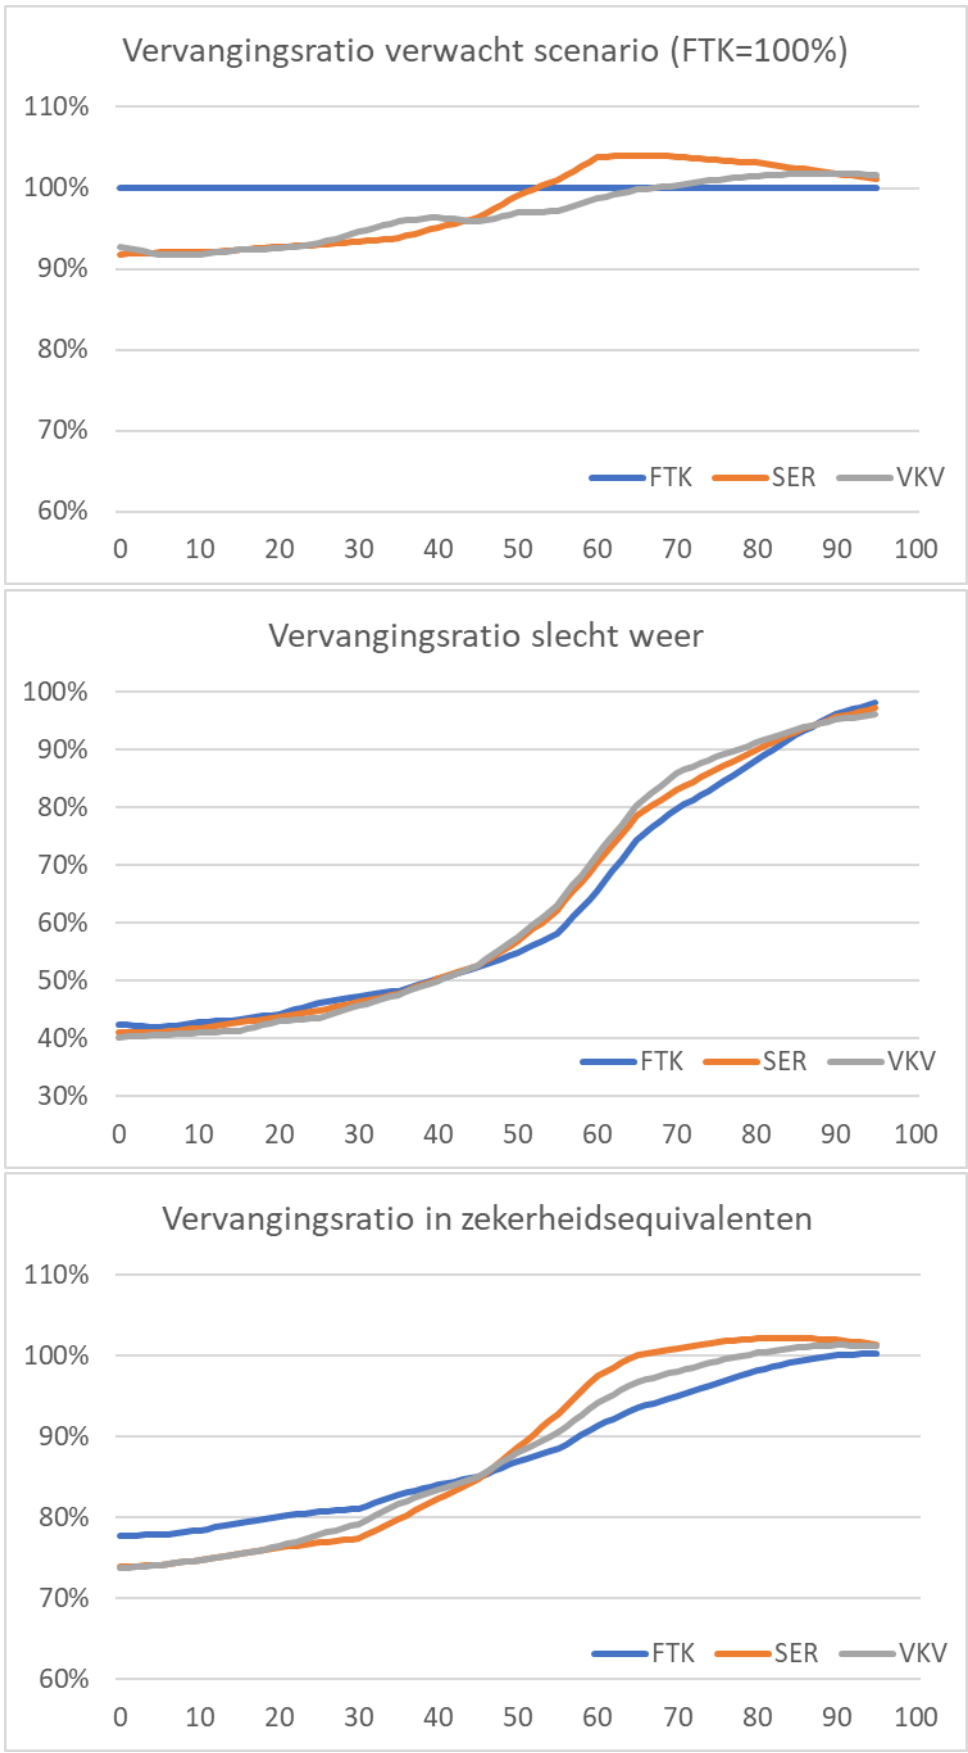 Vervangingsratio verwacht scenario (FTK=100%)
110%
100%
90%
80%
70%
60%
FTK SER VKV
0 10 20 30 40 50 60 70 80 90 100
Vervangingsratio slecht weer
100%
90%
80%
70%
60%
50%
40%
30%
FTK SER VKV
0 10 20 30 40 50 60 70 80 90 100
Vervangingsratio in zekerheidsequivalenten
110%
100%
90%
80%
70%
60%
FTK SER VKV
0 10 20 30 40 50 60 70 80 90 100